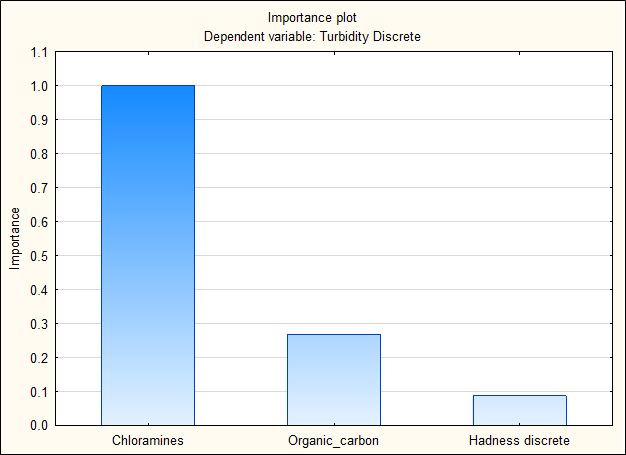 Importance plot
Dependent variable: Turbidity Discrete
1.1
1.0
0.9
0.8
0.7
0.6
0.5
0.4
0.3
0.2
0.1
0.0
Importance
Chloramines
Organic_carbon
Hadness discrete